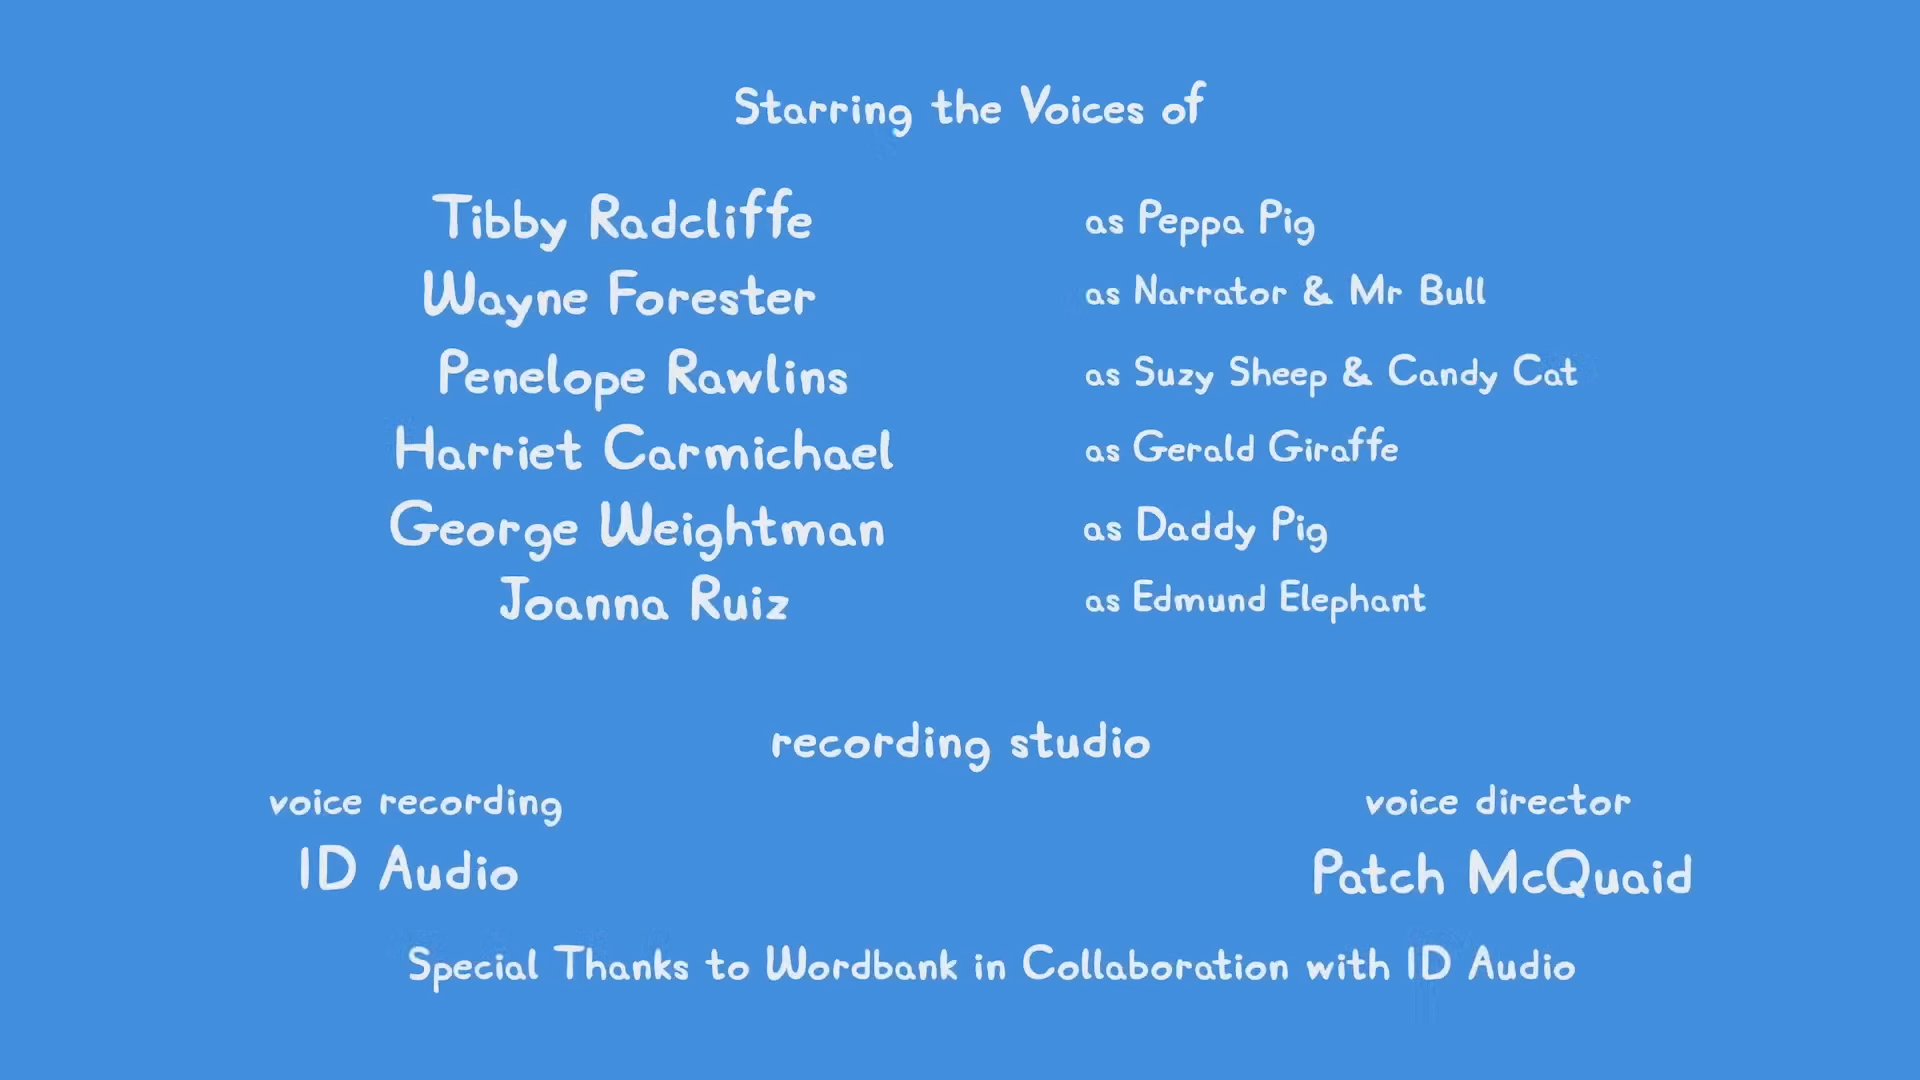 Starring the Voices of
Tibby Radcliffe as Peppa Pig
Wayne Forester as Narrator & Mr Bull
Penelope Rawlins as Suzy Sheep & Candy Cat
Harriet Carmichael as Gerald Giraffe
George Weightman as Daddy Pig
Joanna Ruiz as Edmund Elephant
recording studio
voice recording voice director
ID Audio Patch McQuaid
Special Thanks to Wordbank in Collaboration with ID Audio